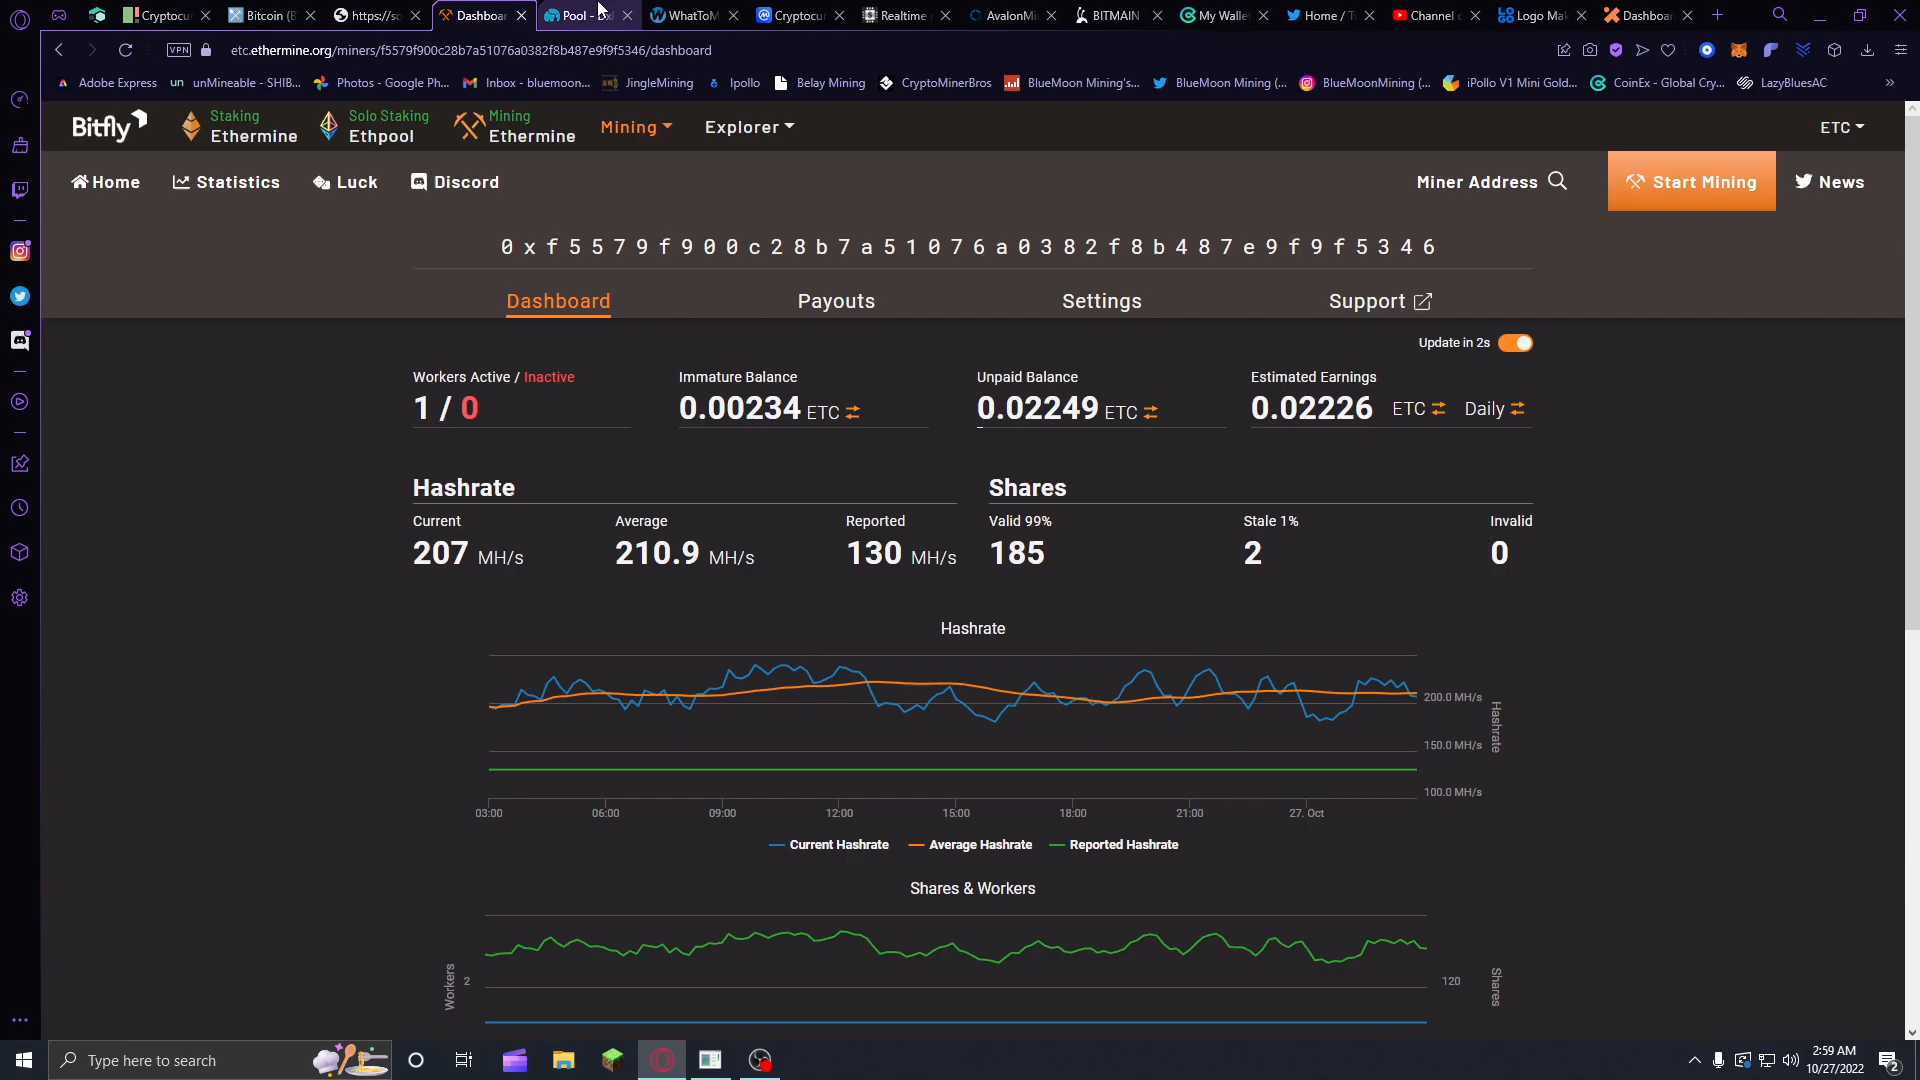 Cryptocu
Bitcoin (B
https://so
Dashboar
Pool -
WhatToM
Cryptocur
Realtime
AvalonMi
BITMAIN
My Walle
Home / T
Channel c
Logo Mak
Dashboar
VPN
etc.ethermine.org/miners/f5579f900c28b7a51076a0382f8b487e9f9f5346/dashboard
Adobe Express
unMineable - SHIB...
Photos - Google Ph...
Inbox - bluemoon...
JingleMining
Ipollo
Belay Mining
CryptoMinerBros
BlueMoon Mining's...
BlueMoon Mining (...
BlueMoonMining (...
iPollo V1 Mini Gold...
CoinEx - Global Cry...
LazyBluesAC
»
Bitfly
Staking
Ethermine
Solo Staking
Ethpool
Mining
Ethermine
Mining
Explorer
ETC
Home
Statistics
Luck
Discord
Miner Address
Start Mining
News
0xf5579f900c28b7a51076a0382f8b487e9f9f5346
Dashboard
Payouts
Settings
Support
Update in 2s
Workers Active / Inactive
1 / 0
Immature Balance
0.00234 ETC
Unpaid Balance
0.02249 ETC
Estimated Earnings
0.02226 ETC Daily
Hashrate
Current
207 MH/s
Average
210.9 MH/s
Reported
130 MH/s
Shares
Valid 99%
185
Stale 1%
2
Invalid
0
Hashrate
200.0 MH/s
150.0 MH/s
100.0 MH/s
Hashrate
03:00
06:00
09:00
12:00
15:00
18:00
21:00
27. Oct
Current Hashrate
Average Hashrate
Reported Hashrate
Shares & Workers
Workers
2
120
Shares
Type here to search
2:59 AM
10/27/2022
2